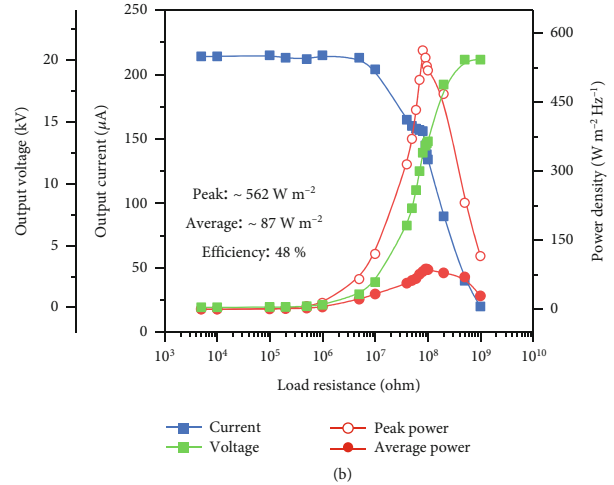 250
200
150
100
50
0
20
15
10
5
0
Output voltage (kV)
Output current (µA)
600
450
300
150
0
Power density (W m⁻² Hz⁻¹)
Peak: ~ 562 W m⁻²
Average: ~ 87 W m⁻²
Efficiency: 48 %
10³ 10⁴ 10⁵ 10⁶ 10⁷ 10⁸ 10⁹ 10¹⁰
Load resistance (ohm)
Current
Voltage
Peak power
Average power
(b)